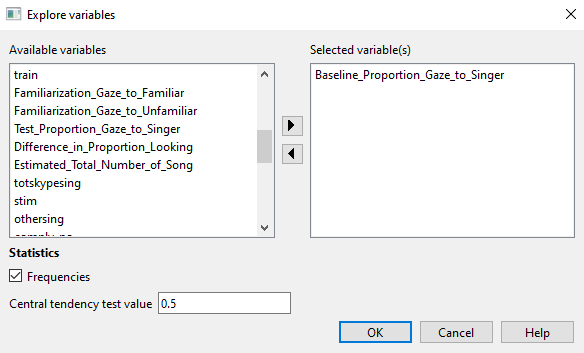 Explore variables
Available variables
Selected variable(s)
train
Familiarization_Gaze_to_Familiar
Familiarization_Gaze_to_Unfamiliar
Test_Proportion_Gaze_to_Singer
Difference_in_Proportion_Looking
Estimated_Total_Number_of_Song
totskypesing
stim
othersing
Baseline_Proportion_Gaze_to_Singer
Statistics
Frequencies
Central tendency test value 0.5
OK Cancel Help